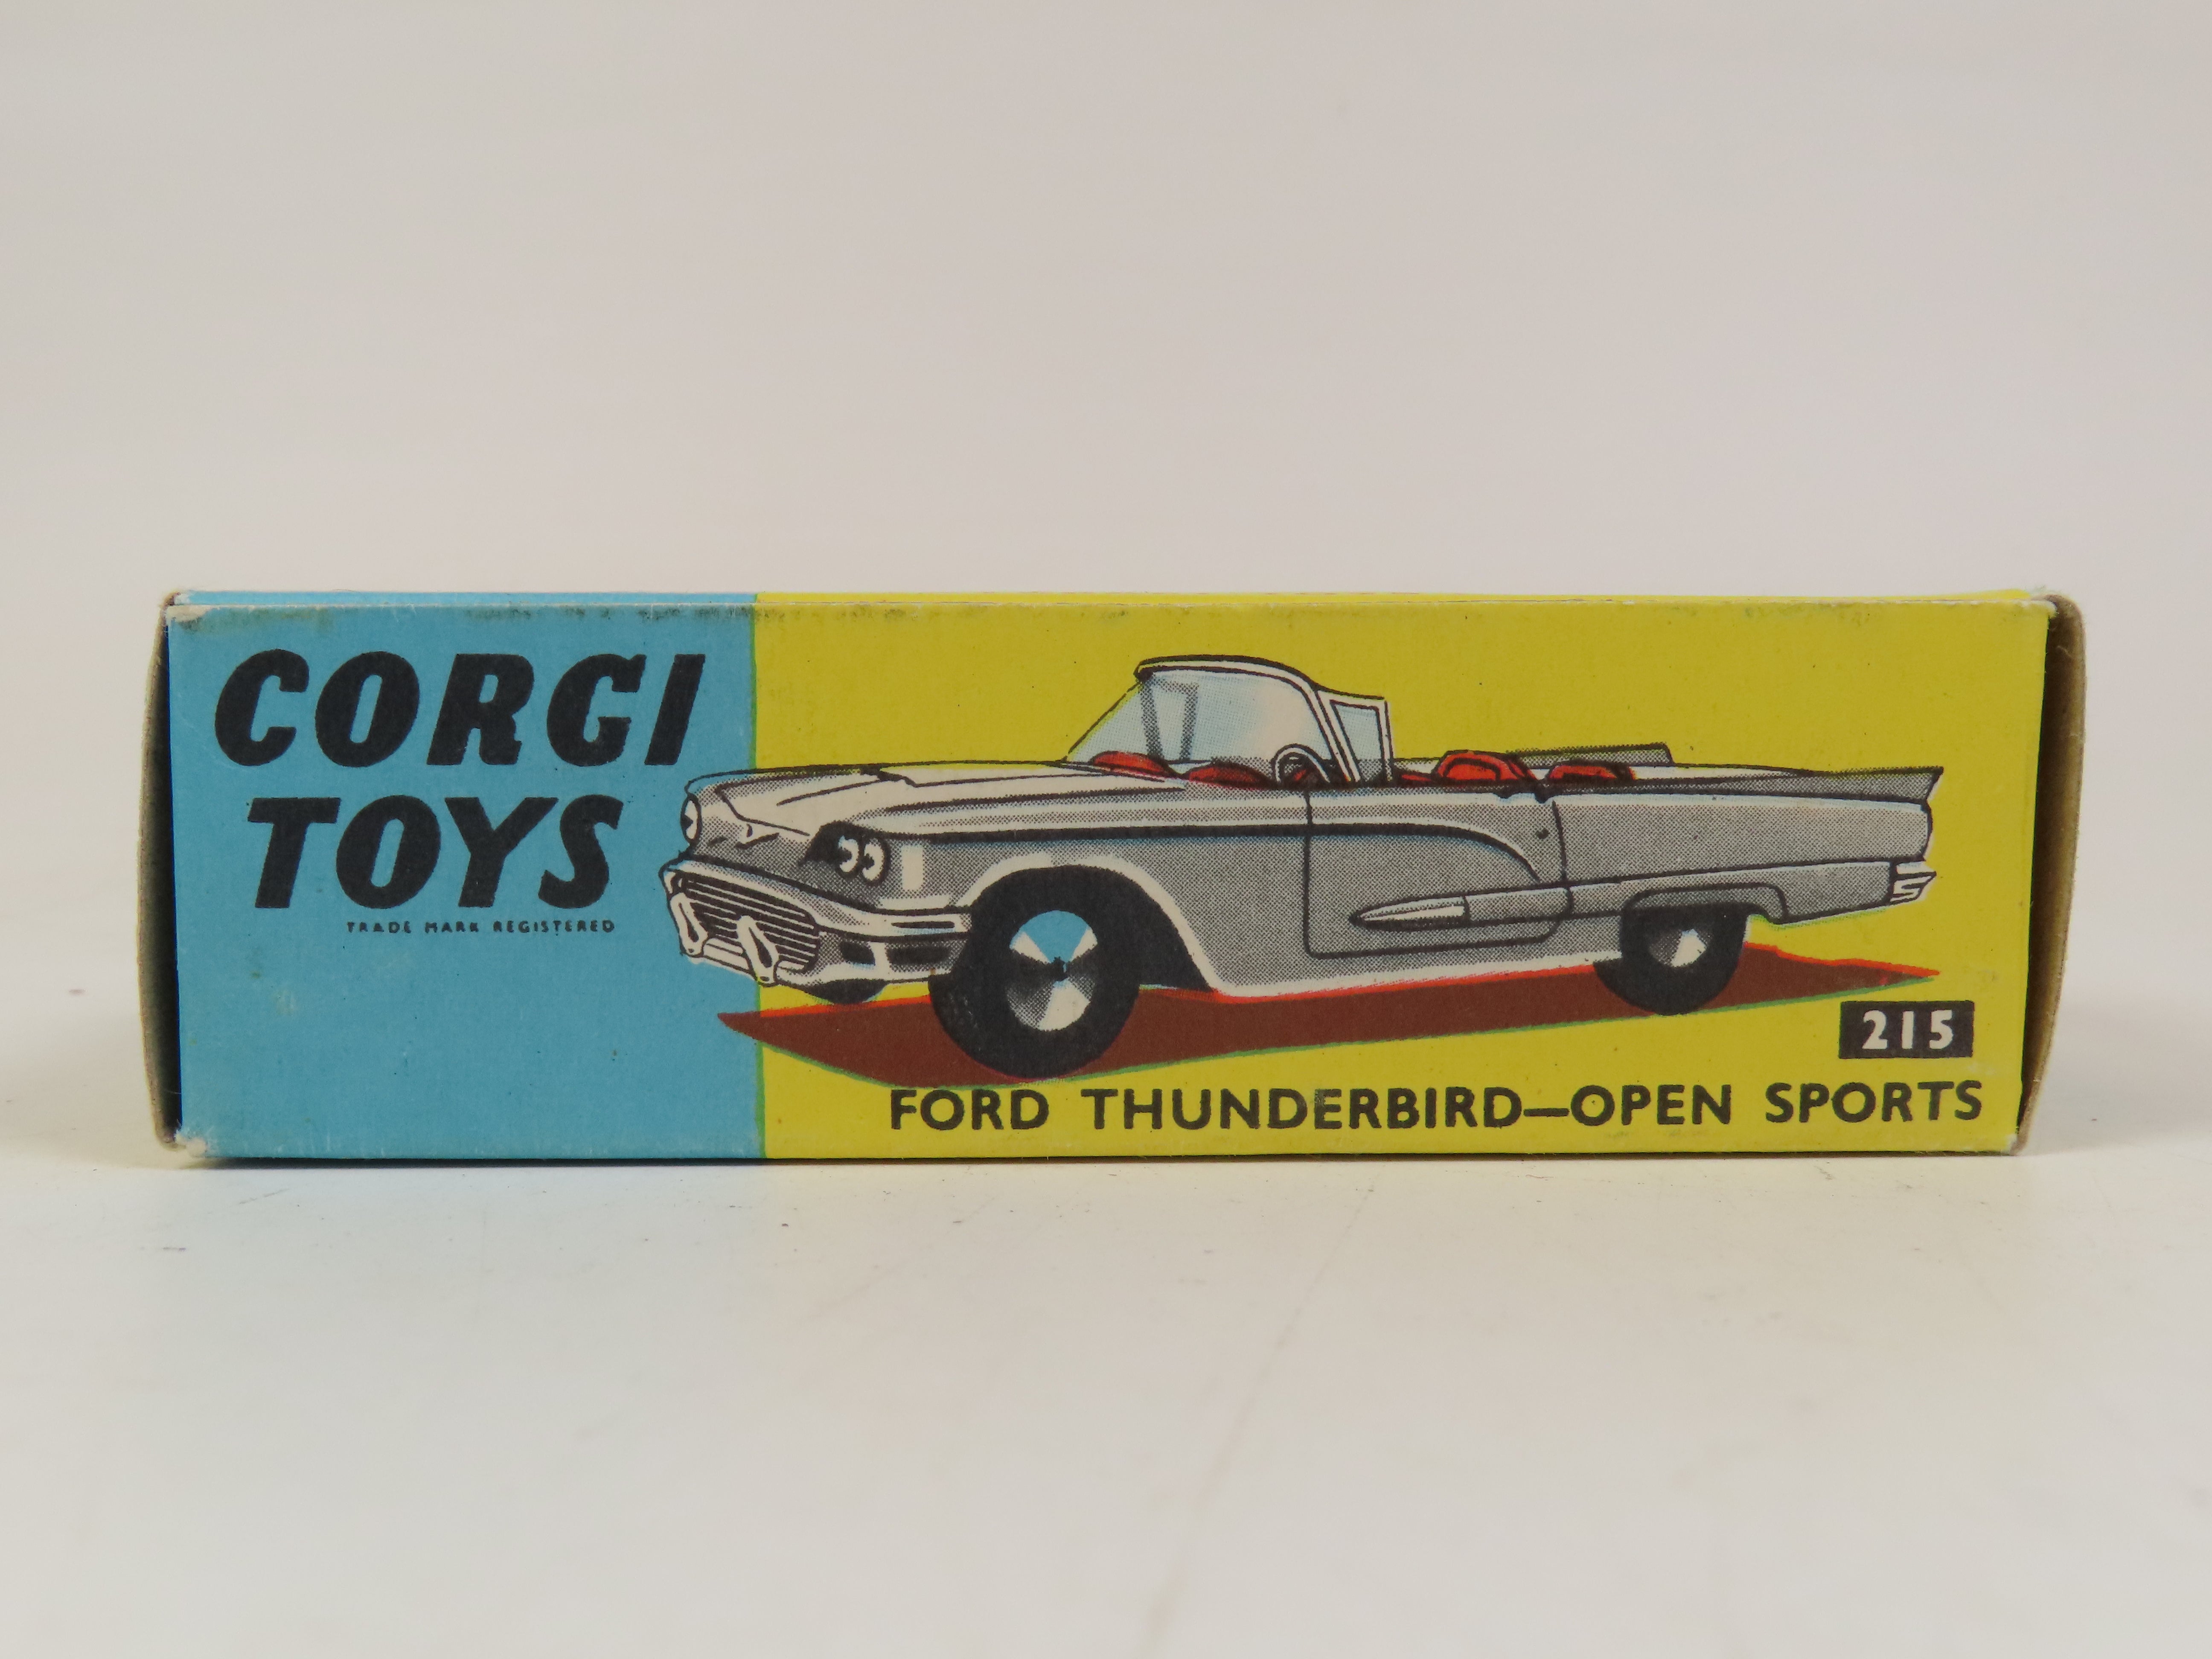 CORGI
TOYS
TRADE MARK REGISTERED
215
FORD THUNDERBIRD—OPEN SPORTS